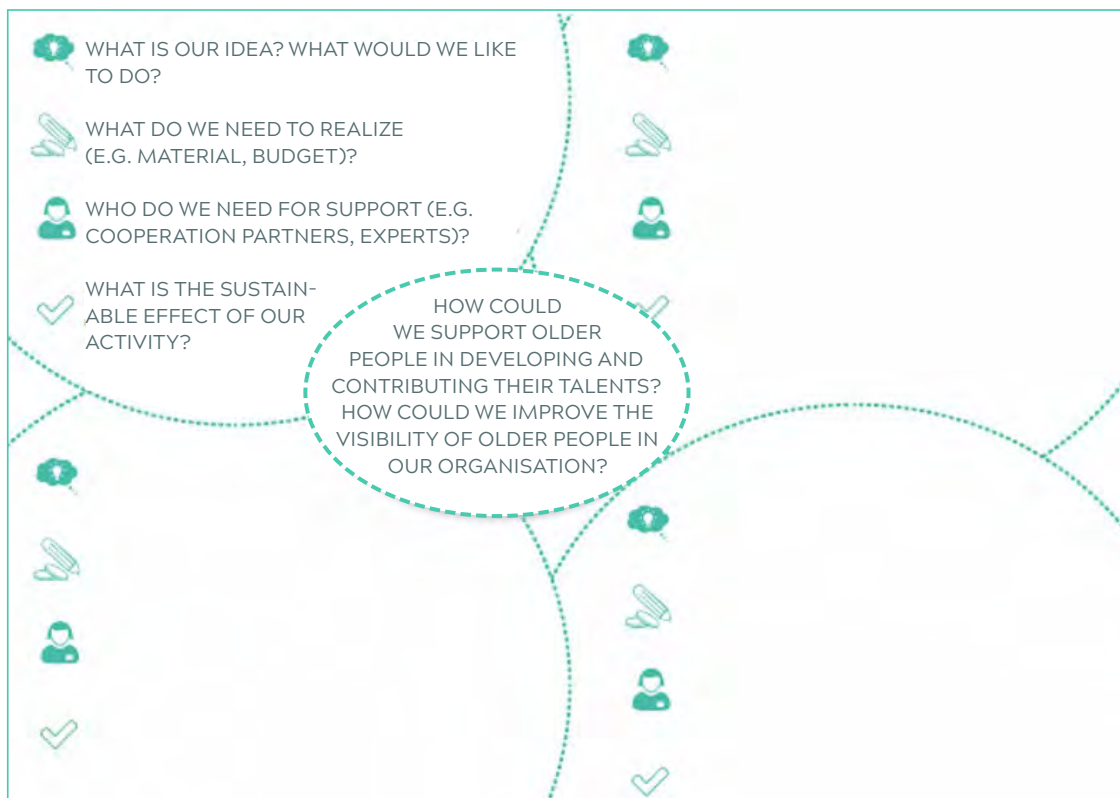 WHAT IS OUR IDEA? WHAT WOULD WE LIKE
TO DO?
WHAT DO WE NEED TO REALIZE
(E.G. MATERIAL, BUDGET)?
WHO DO WE NEED FOR SUPPORT (E.G.
COOPERATION PARTNERS, EXPERTS)?
WHAT IS THE SUSTAIN-
ABLE EFFECT OF OUR
ACTIVITY?
HOW COULD
WE SUPPORT OLDER
PEOPLE IN DEVELOPING AND
CONTRIBUTING THEIR TALENTS?
HOW COULD WE IMPROVE THE
VISIBILITY OF OLDER PEOPLE IN
OUR ORGANISATION?